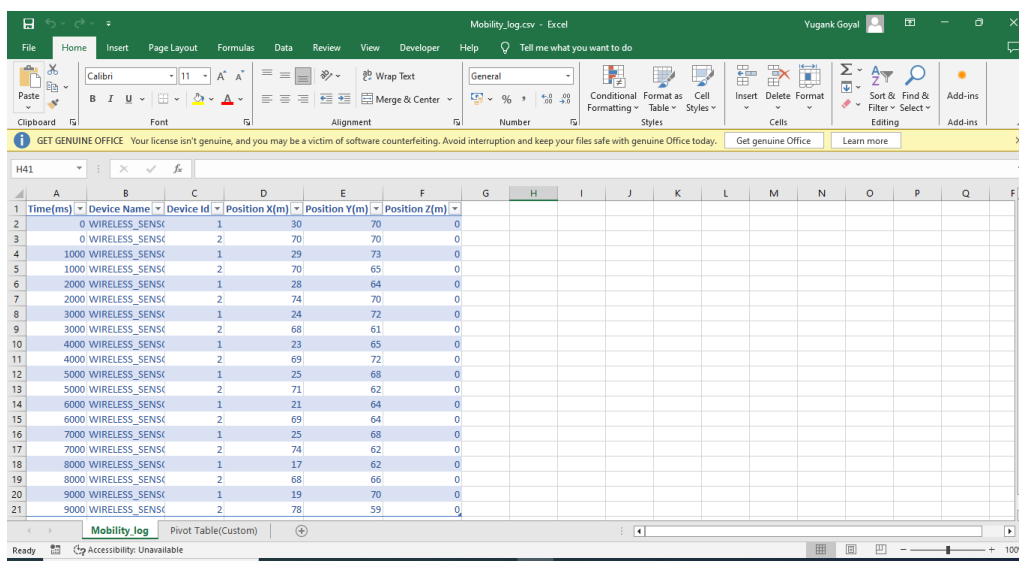 Mobility_log.csv - Excel
Yugank Goyal
File Home Insert Page Layout Formulas Data Review View Developer Help Tell me what you want to do
Paste
Calibri 11 A A
B I U A
ab Wrap Text
Merge & Center
General
% ,
Conditional Formatting
Format as Table
Cell Styles
Insert Delete Format
Sort & Filter
Find & Select
Add-ins
Clipboard Font Alignment Number Styles Cells Editing Add-ins
GET GENUINE OFFICE Your license isn't genuine, and you may be a victim of software counterfeiting. Avoid interruption and keep your files safe with genuine Office today. Get genuine Office Learn more
H41 fx
A B C D E F G H I J K L M N O P Q
1 Time(ms) Device Name Device Id Position X(m) Position Y(m) Position Z(m)
2 0 WIRELESS_SENS 1 30 70 0
3 0 WIRELESS_SENS 2 70 70 0
4 1000 WIRELESS_SENS 1 29 73 0
5 1000 WIRELESS_SENS 2 70 65 0
6 2000 WIRELESS_SENS 1 28 64 0
7 2000 WIRELESS_SENS 2 74 70 0
8 3000 WIRELESS_SENS 1 24 72 0
9 3000 WIRELESS_SENS 2 68 61 0
10 4000 WIRELESS_SENS 1 23 65 0
11 4000 WIRELESS_SENS 2 69 72 0
12 5000 WIRELESS_SENS 1 25 68 0
13 5000 WIRELESS_SENS 2 71 62 0
14 6000 WIRELESS_SENS 1 21 64 0
15 6000 WIRELESS_SENS 2 69 64 0
16 7000 WIRELESS_SENS 1 25 68 0
17 7000 WIRELESS_SENS 2 74 62 0
18 8000 WIRELESS_SENS 1 17 62 0
19 8000 WIRELESS_SENS 2 68 66 0
20 9000 WIRELESS_SENS 1 19 70 0
21 9000 WIRELESS_SENS 2 78 59 0
Mobility_log Pivot Table(Custom)
Ready Accessibility: Unavailable 100